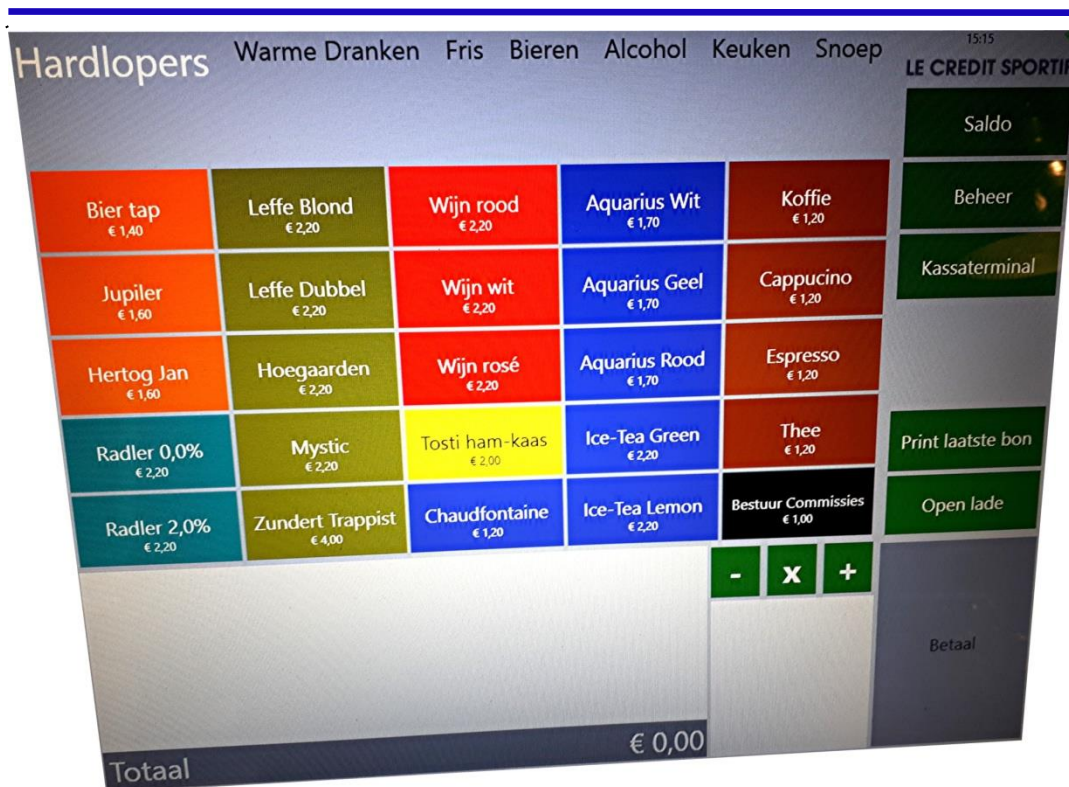 Hardlopers
Warme Dranken Fris Bieren Alcohol Keuken Snoep
15:15
LE CREDIT SPORTIF
Saldo
Beheer
Kassaterminal
Print laatste bon
Open lade
Betaal
Bier tap
€ 1,40
Leffe Blond
€ 2,20
Wijn rood
€ 2,20
Aquarius Wit
€ 1,70
Koffie
€ 1,20
Jupiler
€ 1,60
Leffe Dubbel
€ 2,20
Wijn wit
€ 2,20
Aquarius Geel
€ 1,70
Cappucino
€ 1,20
Hertog Jan
€ 1,60
Hoegaarden
€ 2,20
Wijn rosé
€ 2,20
Aquarius Rood
€ 1,70
Espresso
€ 1,20
Radler 0,0%
€ 2,20
Mystic
€ 2,20
Tosti ham-kaas
€ 2,00
Ice-Tea Green
€ 2,20
Thee
€ 1,20
Radler 2,0%
€ 2,20
Zundert Trappist
€ 4,00
Chaudfontaine
€ 1,20
Ice-Tea Lemon
€ 2,20
Bestuur Commissies
€ 1,00
- x +
Totaal € 0,00